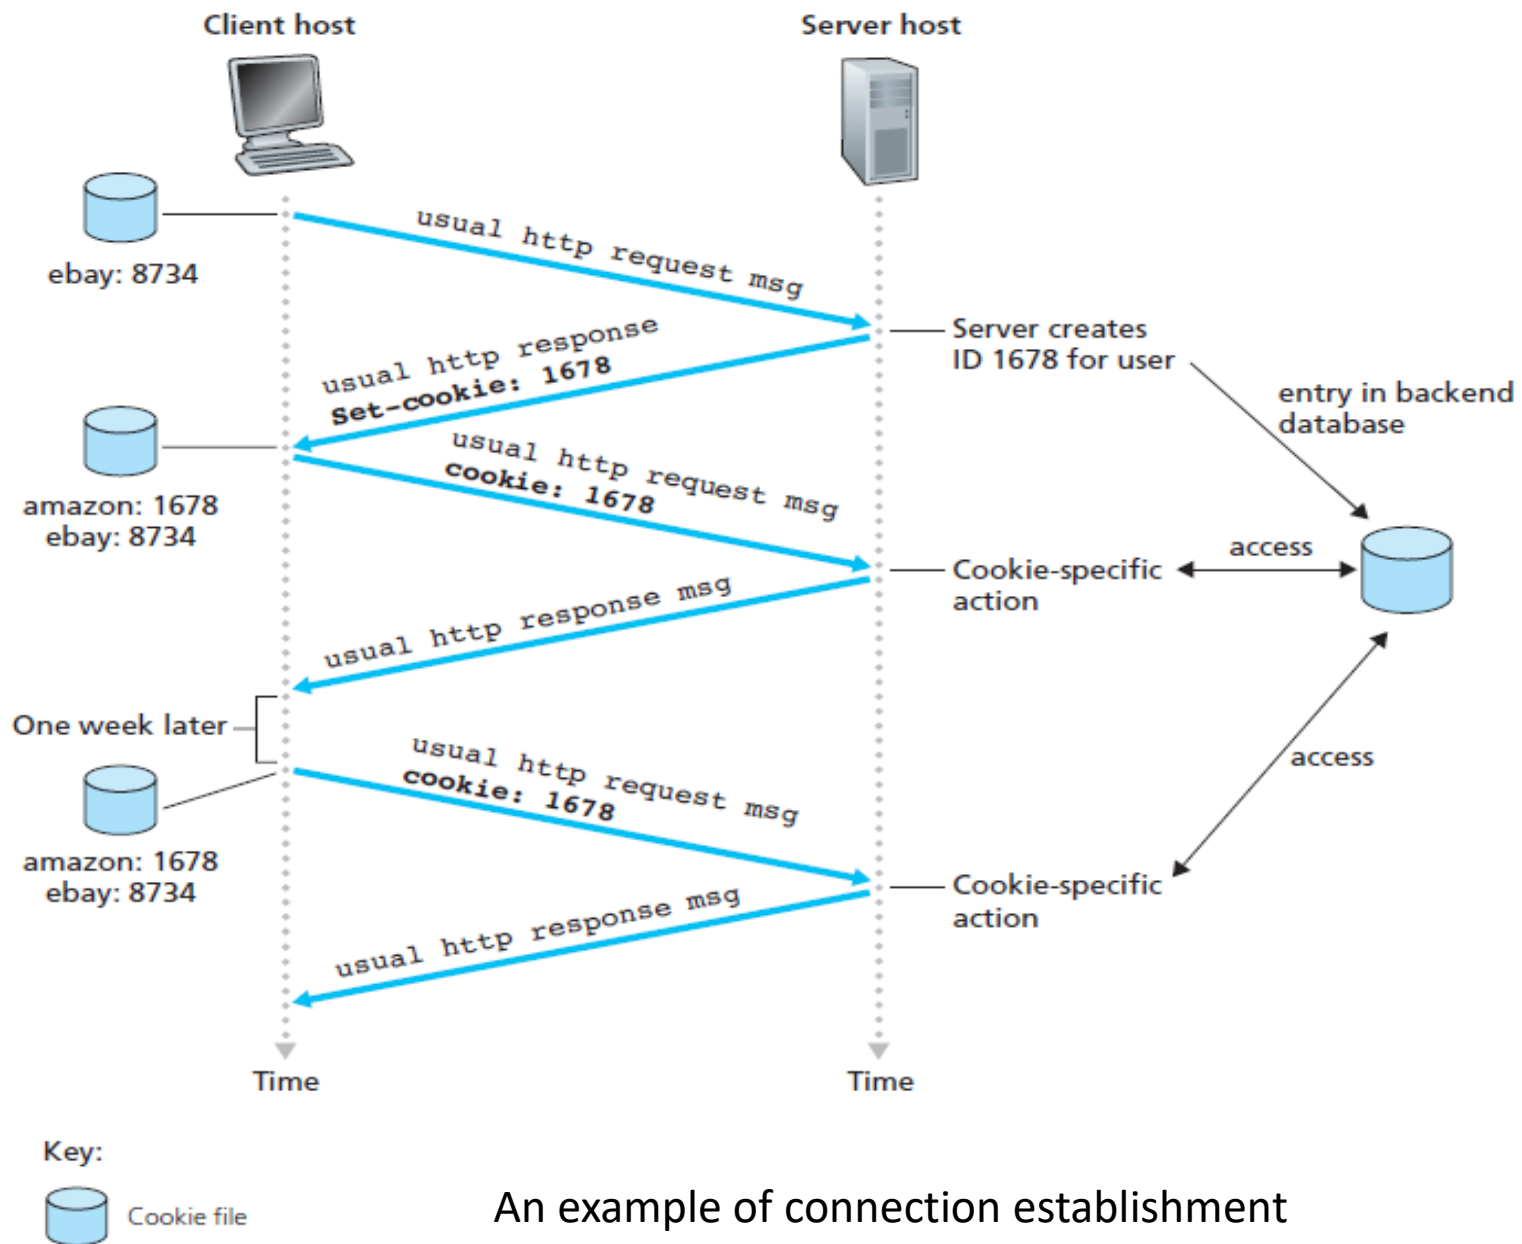 Client host
Server host
usual http request msg
ebay: 8734
Server creates
ID 1678 for user
usual http response
Set-cookie: 1678
entry in backend
database
amazon: 1678
ebay: 8734
usual http request msg
cookie: 1678
access
Cookie-specific
action
usual http response msg
One week later
usual http request msg
cookie: 1678
access
amazon: 1678
ebay: 8734
Cookie-specific
action
usual http response msg
Time
Time
Key:
Cookie file
An example of connection establishment